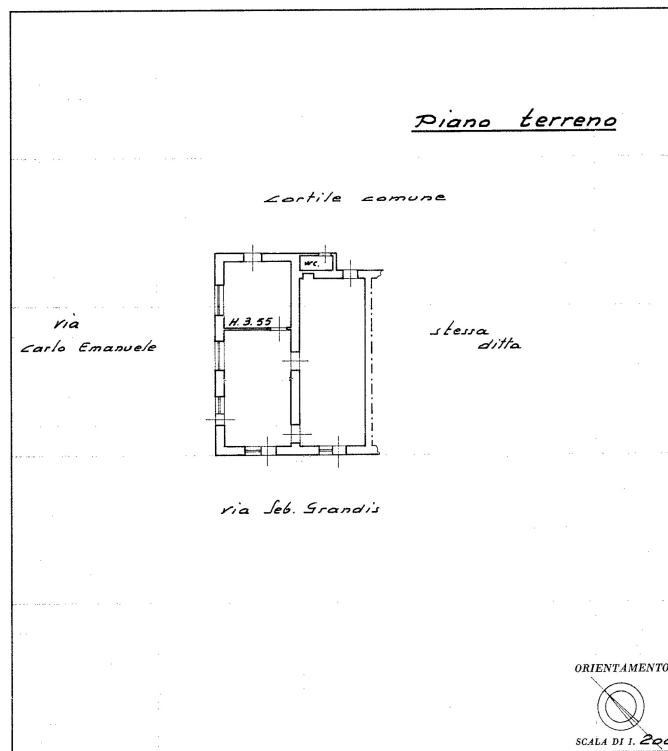 Piano terreno
cortile comune
wc.
H. 3.55
via
Carlo Emanuele
stessa
ditta
via Seb. Grandis
ORIENTAMENTO
SCALA DI I. 200